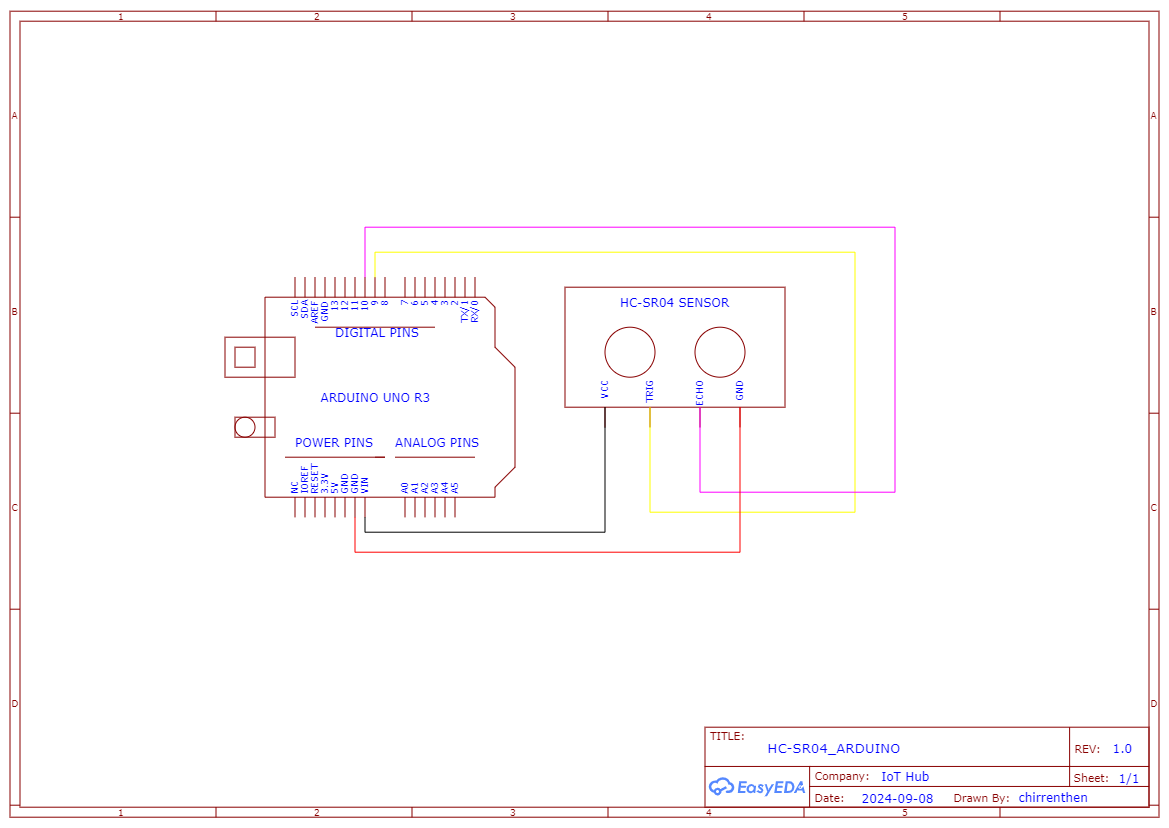 1 2 3 4 5
A A
B B
C C
D D
SCL SDA AREF GND 13 12 11 10 9 8 7 6 5 4 3 2 TX/1 RX/0
DIGITAL PINS
ARDUINO UNO R3
POWER PINS ANALOG PINS
NC IOREF RESET 3.3V 5V GND GND VIN A0 A1 A2 A3 A4 A5
HC-SR04 SENSOR
VCC TRIG ECHO GND
TITLE:
HC-SR04_ARDUINO
REV: 1.0
EasyEDA
Company: IoT Hub
Sheet: 1/1
Date: 2024-09-08 Drawn By: chirrenthen
1 2 3 4 5